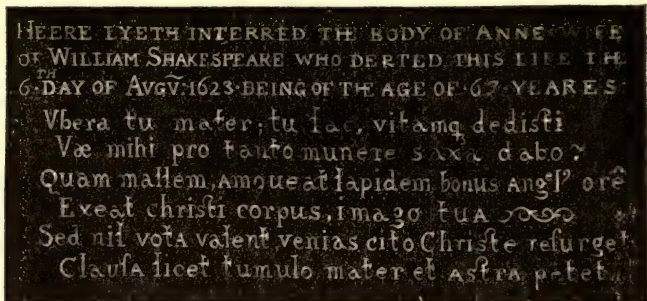 HEERE LYETH INTERRED THE BODY OF ANNE WIFE
OF WILLIAM SHAKESPEARE WHO DEPTED THIS LIFE THE
6TH DAY OF AVGV̅: 1623 · BEING OF THE AGE OF · 67 · YEARES
Vbera tu mater, tu lac, vitamq dedisti
Væ mihi pro tanto munere saxa dabo?
Quam mallem, Amoueat lapidem, bonus Angelꝰ orê
Exeat christi corpus, imago tua
Sed nil vota valent, venias cito Christe resurget
Clausa licet tumulo mater et astra petet